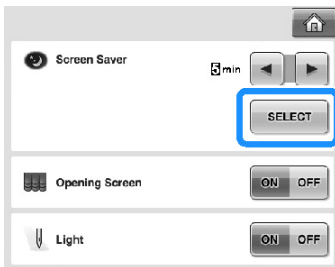 Screen Saver
5 min
SELECT
Opening Screen
ON OFF
Light
ON OFF